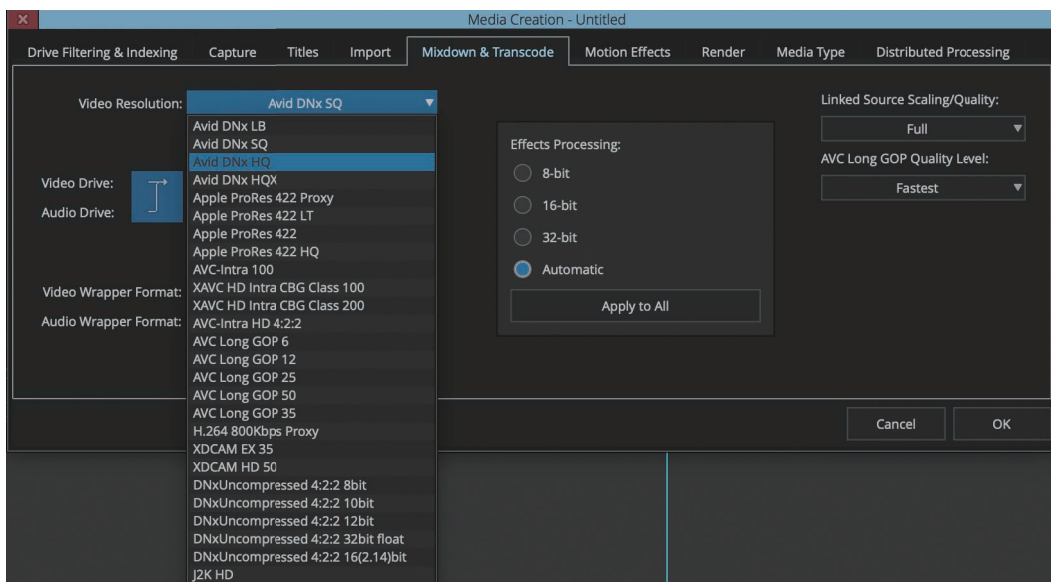 Media Creation - Untitled
Drive Filtering & Indexing Capture Titles Import Mixdown & Transcode Motion Effects Render Media Type Distributed Processing
Video Resolution: Avid DNx SQ
Avid DNx LB
Avid DNx SQ
Avid DNx HQ
Avid DNx HQX
Apple ProRes 422 Proxy
Apple ProRes 422 LT
Apple ProRes 422
Apple ProRes 422 HQ
AVC-Intra 100
XAVC HD Intra CBG Class 100
XAVC HD Intra CBG Class 200
AVC-Intra HD 4:2:2
AVC Long GOP 6
AVC Long GOP 12
AVC Long GOP 25
AVC Long GOP 50
AVC Long GOP 35
H.264 800Kbps Proxy
XDCAM EX 35
XDCAM HD 50
DNxUncompressed 4:2:2 8bit
DNxUncompressed 4:2:2 10bit
DNxUncompressed 4:2:2 12bit
DNxUncompressed 4:2:2 32bit float
DNxUncompressed 4:2:2 16(2.14)bit
J2K HD
Video Drive:
Audio Drive:
Video Wrapper Format:
Audio Wrapper Format:
Effects Processing:
8-bit
16-bit
32-bit
Automatic
Apply to All
Linked Source Scaling/Quality:
Full
AVC Long GOP Quality Level:
Fastest
Cancel OK